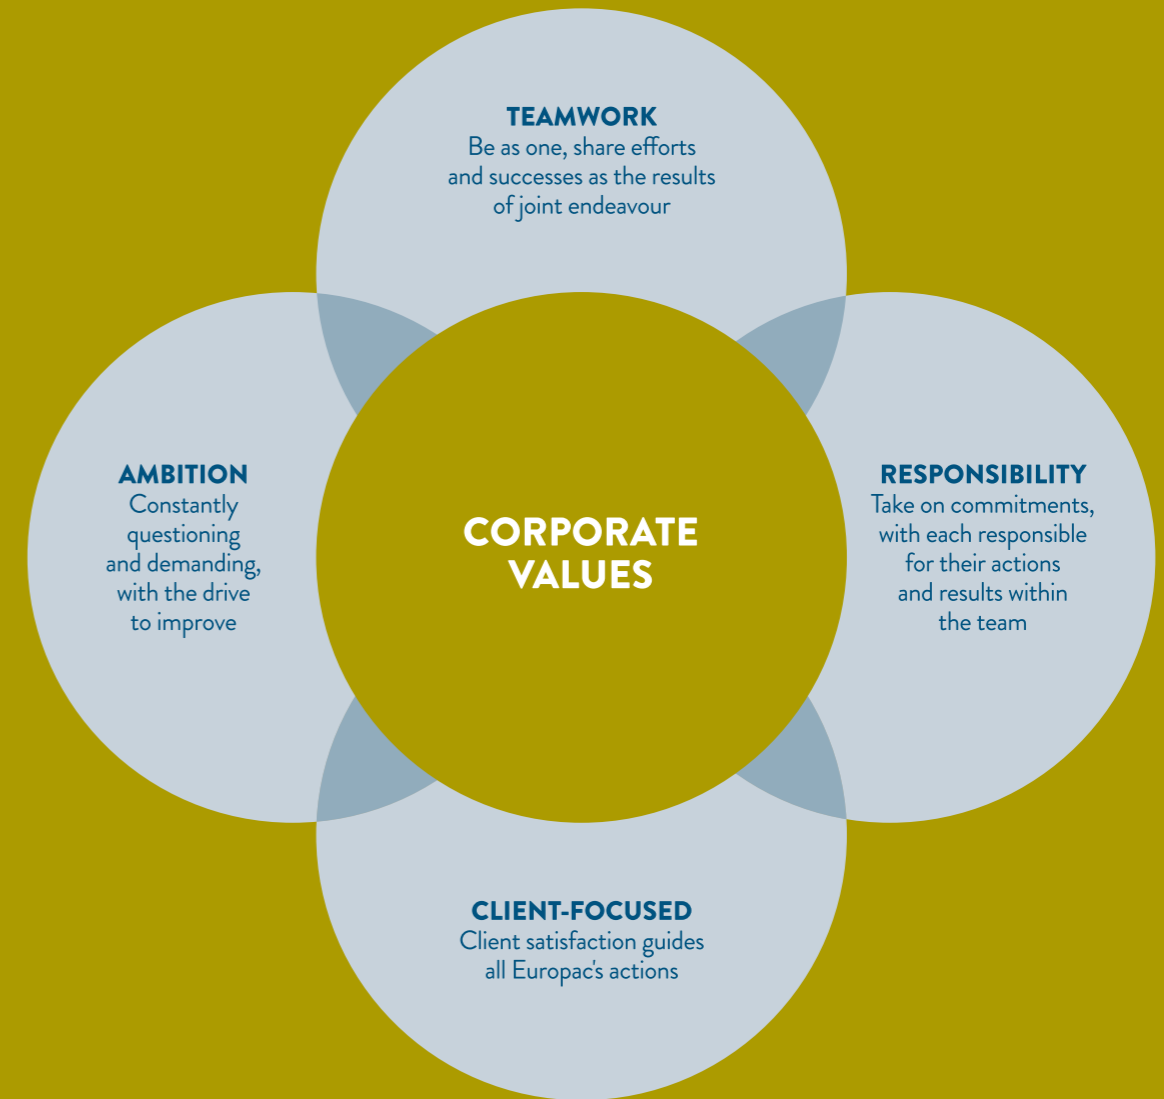 TEAMWORK
Be as one, share efforts
and successes as the results
of joint endeavour
AMBITION
Constantly
questioning
and demanding,
with the drive
to improve
CORPORATE
VALUES
RESPONSIBILITY
Take on commitments,
with each responsible
for their actions
and results within
the team
CLIENT-FOCUSED
Client satisfaction guides
all Europac's actions